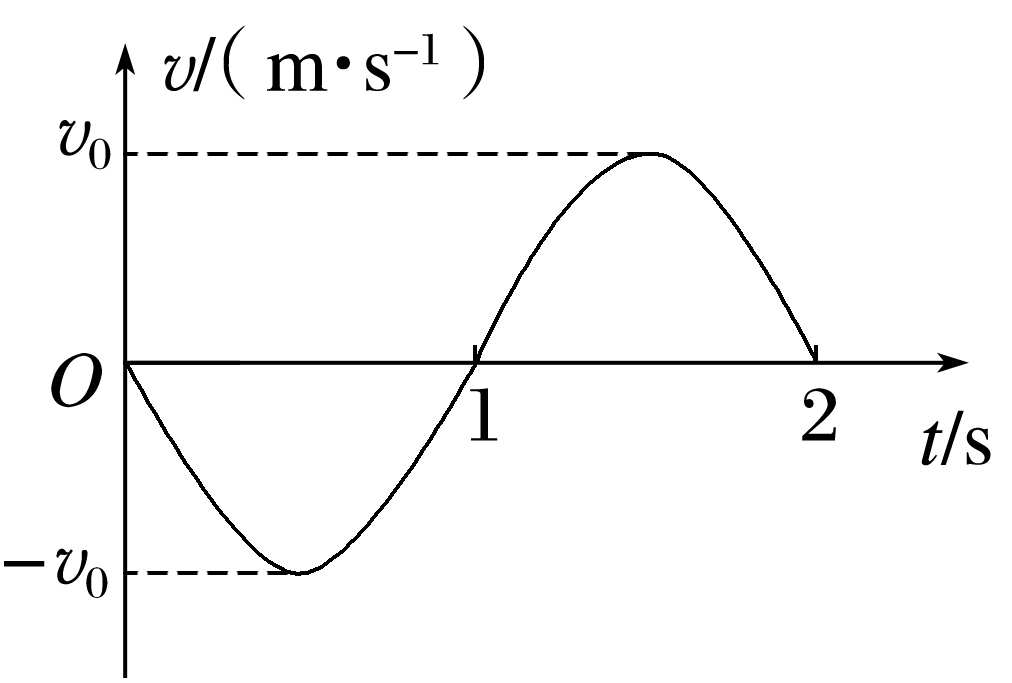 v/( m·s⁻¹ )
v₀
O
1
2
t/s
−v₀